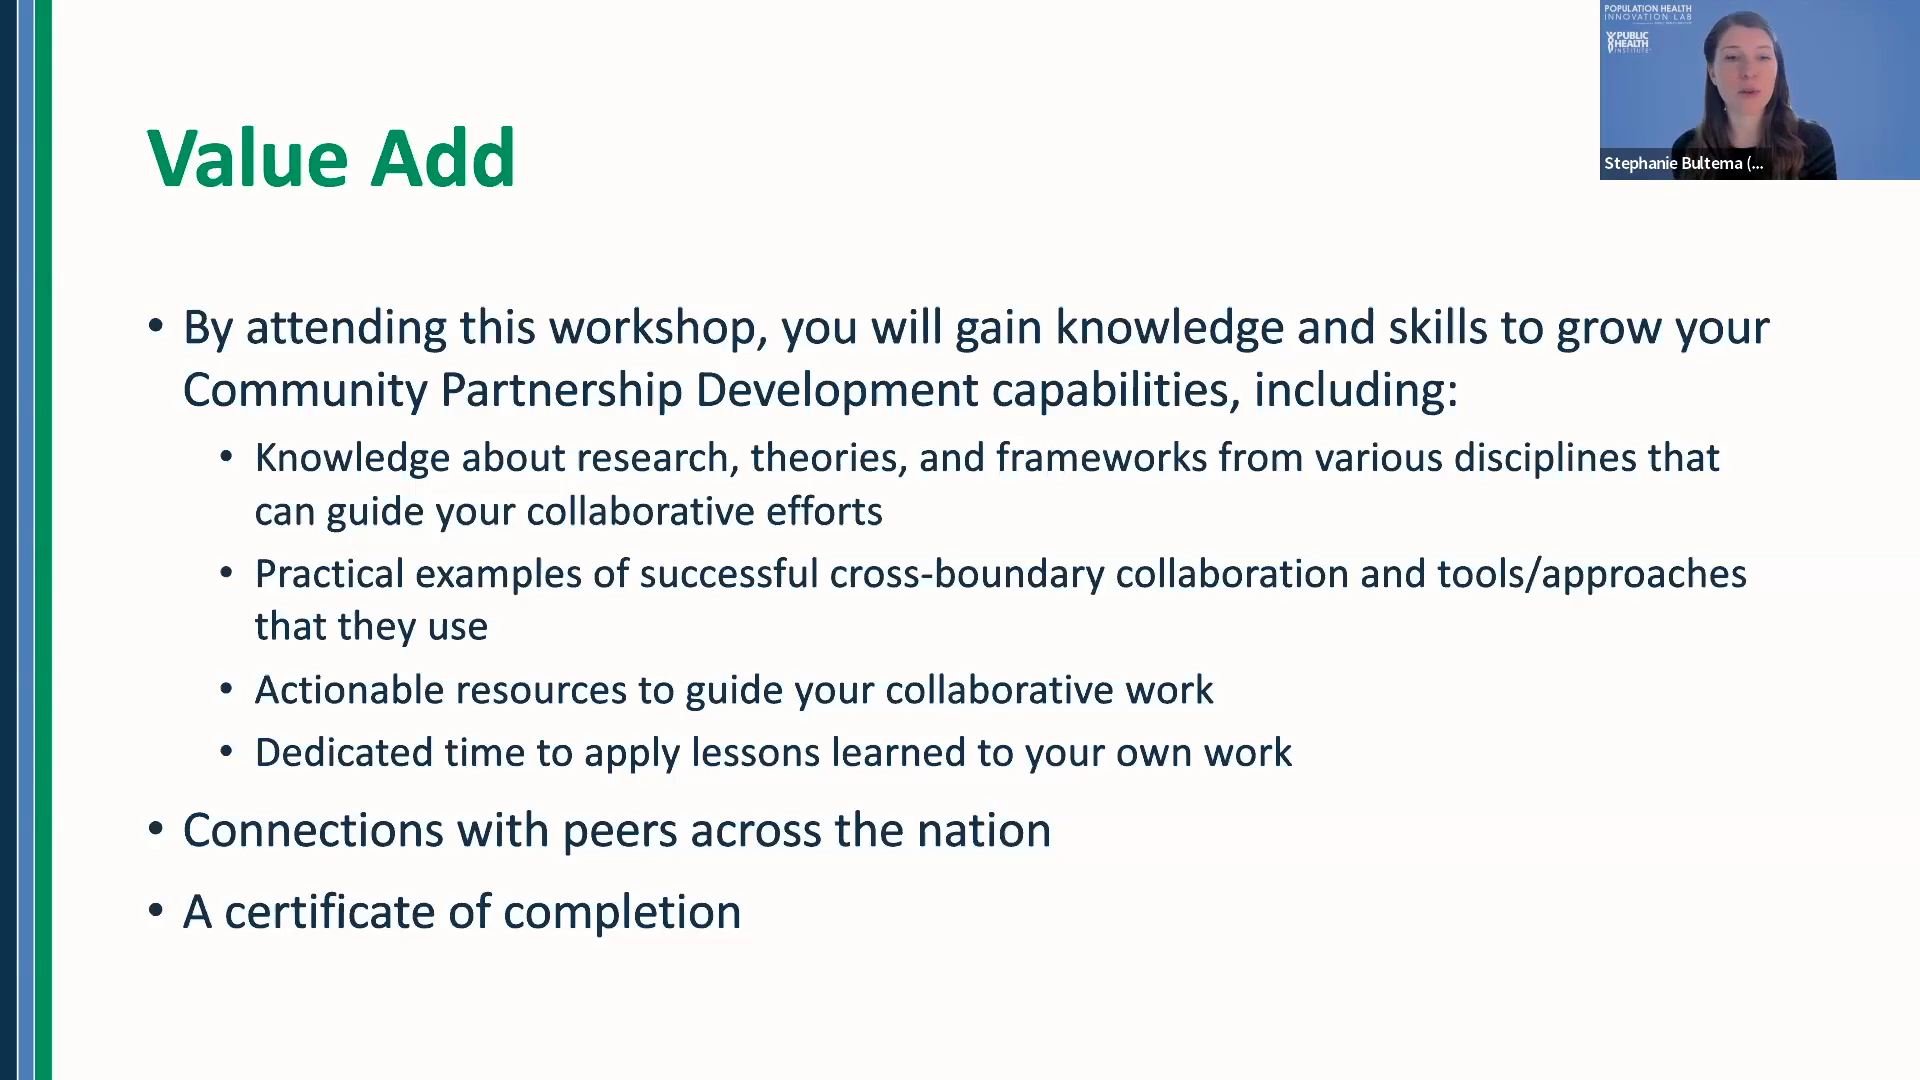 POPULATION HEALTH
INNOVATION LAB
PUBLIC
HEALTH
INSTITUTE
Stephanie Bultema (...
Value Add
• By attending this workshop, you will gain knowledge and skills to grow your
Community Partnership Development capabilities, including:
• Knowledge about research, theories, and frameworks from various disciplines that
can guide your collaborative efforts
• Practical examples of successful cross-boundary collaboration and tools/approaches
that they use
• Actionable resources to guide your collaborative work
• Dedicated time to apply lessons learned to your own work
• Connections with peers across the nation
• A certificate of completion